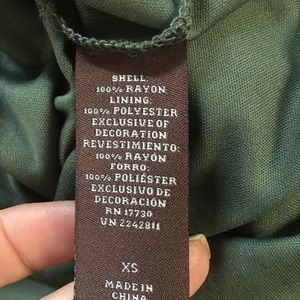 SHELL:
100% RAYON
LINING:
100% POLYESTER
EXCLUSIVE OF
DECORATION
REVESTIMIENTO:
100% RAYÓN
FORRO:
100% POLIÉSTER
EXCLUSIVO DE
DECORACIÓN
RN 17730
VN 2242811
XS
MADE IN
CHINA